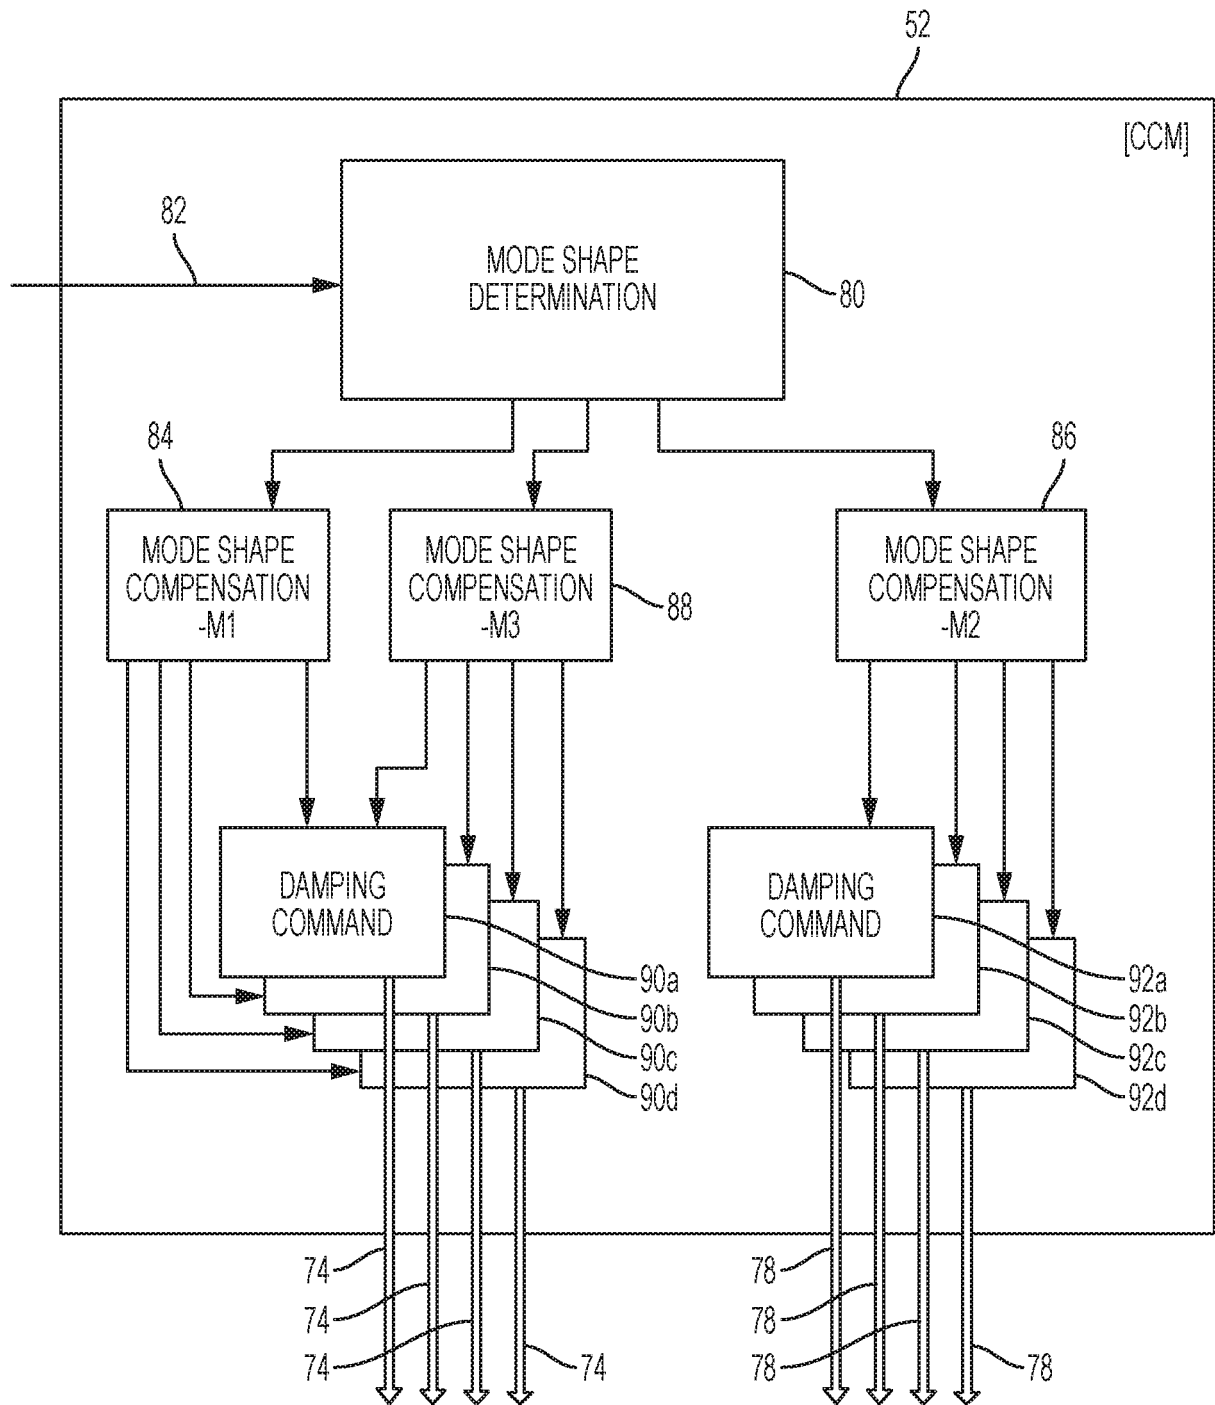 52
[CCM]
82
MODE SHAPE
DETERMINATION
80
84
86
MODE SHAPE
COMPENSATION
-M1
MODE SHAPE
COMPENSATION
-M3
88
MODE SHAPE
COMPENSATION
-M2
DAMPING
COMMAND
90a
90b
90c
90d
DAMPING
COMMAND
92a
92b
92c
92d
74
74
74
74
78
78
78
78